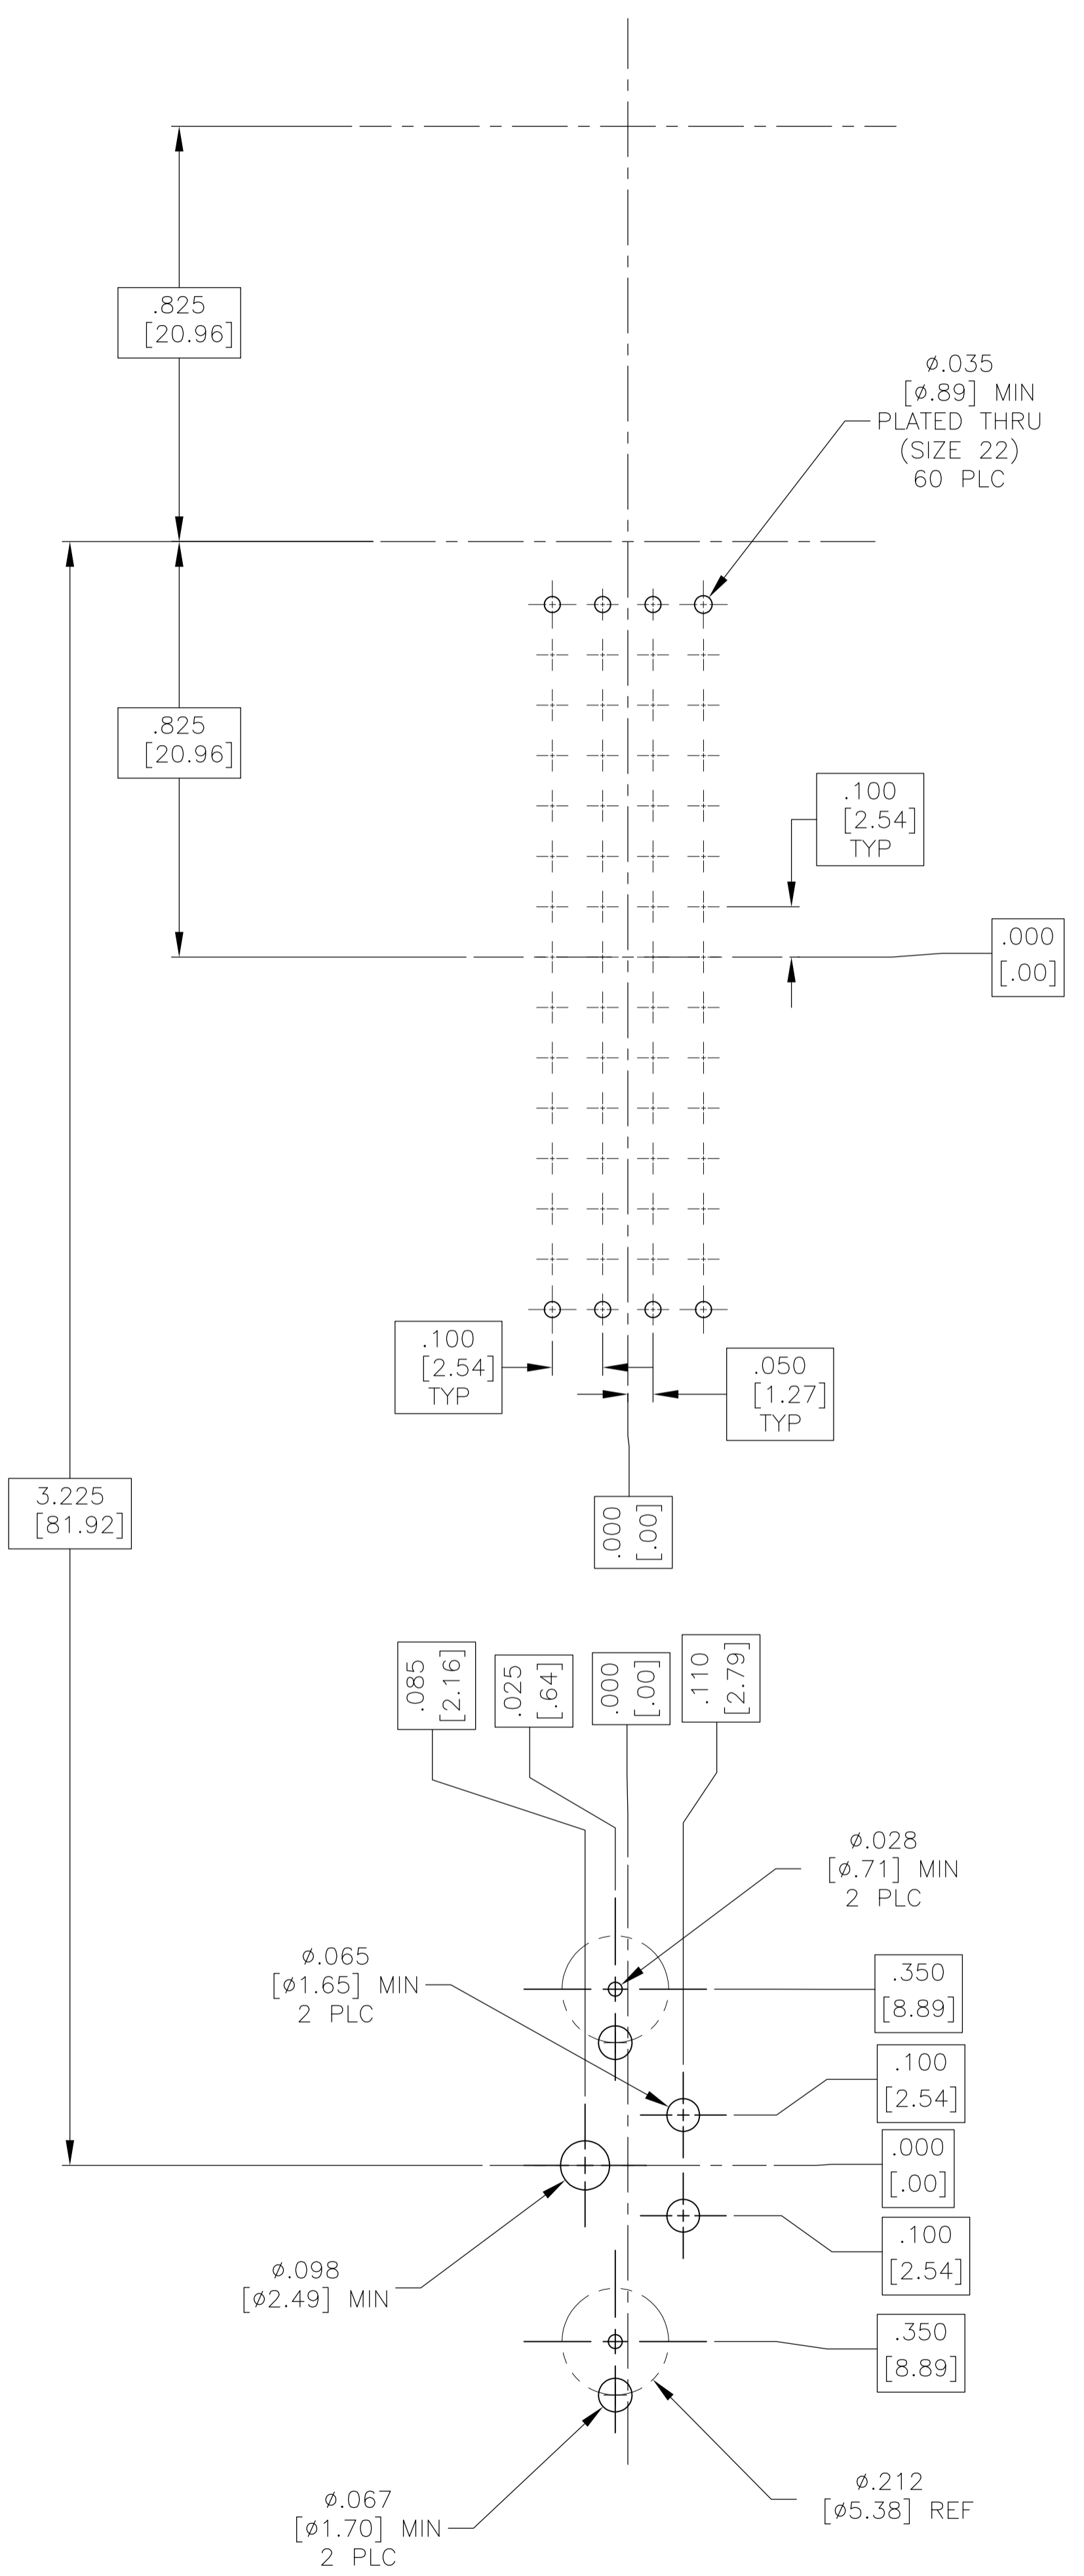 .825
[20.96]
ø.035
[ø.89] MIN
PLATED THRU
(SIZE 22)
60 PLC
.825
[20.96]
.100
[2.54]
TYP
.000
[.00]
.100
[2.54]
TYP
.050
[1.27]
TYP
3.225
[81.92]
.000
[.00]
.085
[2.16]
.025
[.64]
.000
[.00]
.110
[2.79]
ø.028
[ø.71] MIN
2 PLC
ø.065
[ø1.65] MIN
2 PLC
.350
[8.89]
.100
[2.54]
.000
[.00]
.100
[2.54]
ø.098
[ø2.49] MIN
.350
[8.89]
ø.212
[ø5.38] REF
ø.067
[ø1.70] MIN
2 PLC